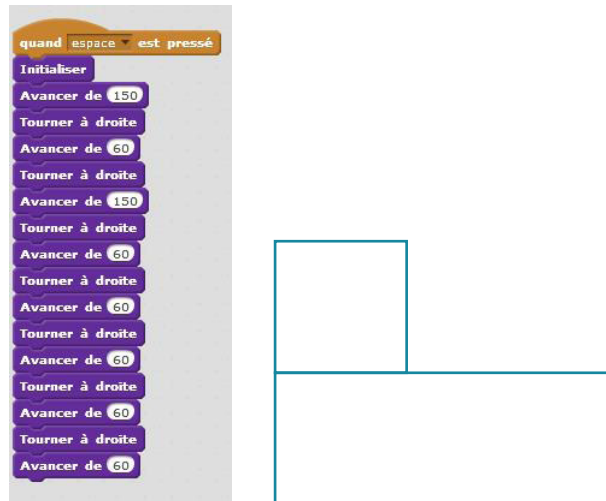 quand espace est pressé
Initialiser
Avancer de 150
Tourner à droite
Avancer de 60
Tourner à droite
Avancer de 150
Tourner à droite
Avancer de 60
Tourner à droite
Avancer de 60
Tourner à droite
Avancer de 60
Tourner à droite
Avancer de 60
Tourner à droite
Avancer de 60